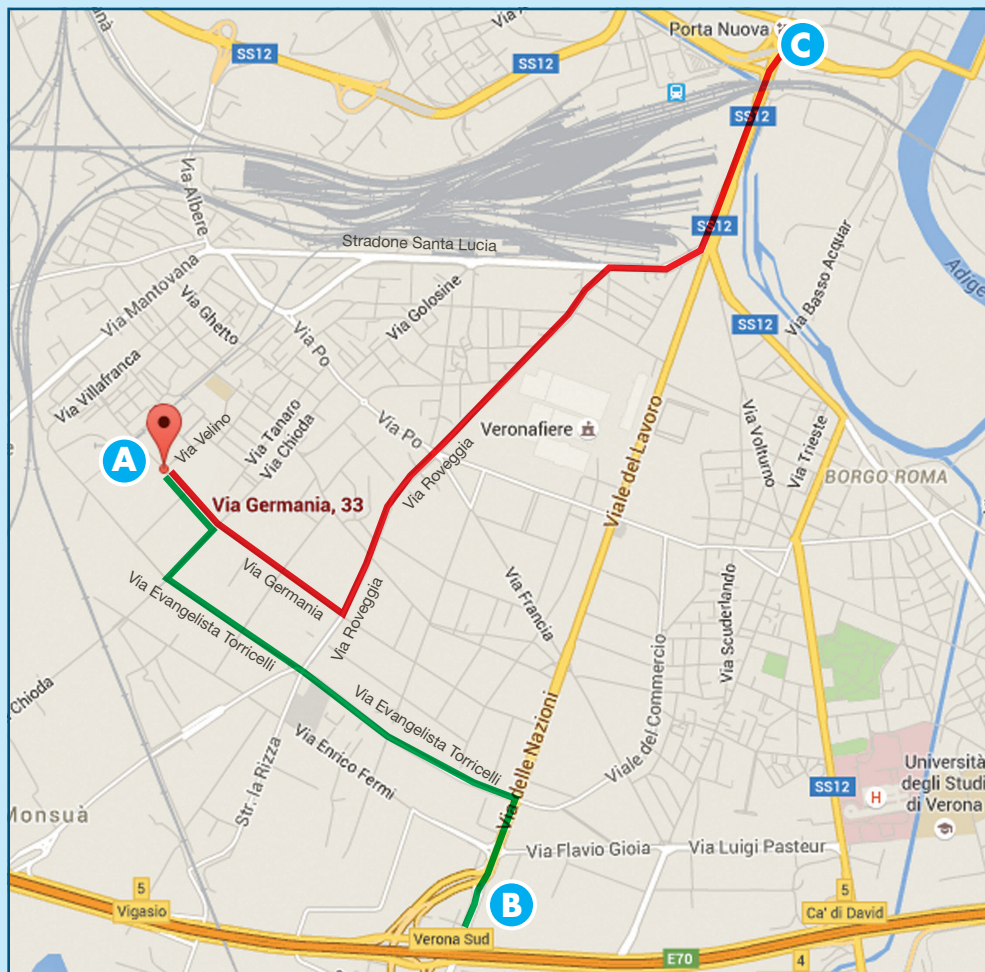 Via A
Porta Nuova
C
SS12
SS12
SS12
Via Albere
SS12
Stradone Santa Lucia
Via Mantovana
Via Ghetto
Via Golosine
Via Basso Acquar
Adige
SS12
Via Po
Via Villafranca
Via Velino
Via Tanaro
Via Chioda
Via Po
Veronafiere
Via Roveggia
Viale del Lavoro
Via Volturno
Via Trieste
BORGO ROMA
A
Via Germania, 33
Via Germania
Via Roveggia
Via Francia
Via Scuderlando
Via Evangelista Torricelli
Chioda
Via Evangelista Torricelli
Viale del Commercio
Via delle Nazioni
Via Enrico Fermi
Str. la Rizza
Monsuà
SS12
H
Università
degli Studi
di Verona
Via Flavio Gioia
Via Luigi Pasteur
5
Vigasio
B
Verona Sud
5
Ca' di David
E70
4